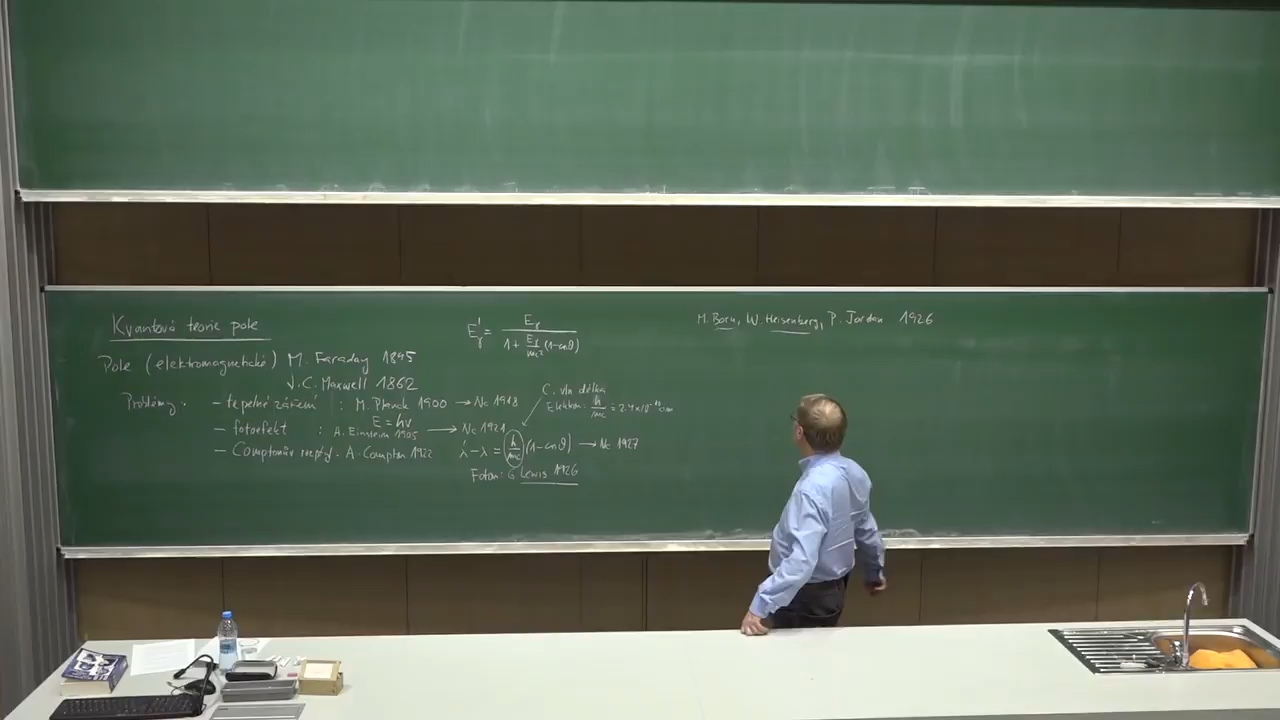 Kvantová teorie pole
Pole (elektromagnetické) M. Faraday 1845
J.C. Maxwell 1862
Problémy: - tepelné záření : M. Planck 1900 → Nc 1918
E = hν
- fotoefekt : A. Einstein 1905 → Nc 1921
- Comptonův rozptyl. A. Compton 1922 λ' - λ = h/mc (1 - cosϑ) → Nc 1927
Foton: G. Lewis 1926
E'γ = Eγ / (1 + Eγ/mc² (1 - cosϑ))
C. vln délka
Elektron: h/mc = 2.4×10⁻¹⁰ cm
M. Born, W. Heisenberg, P. Jordan 1926